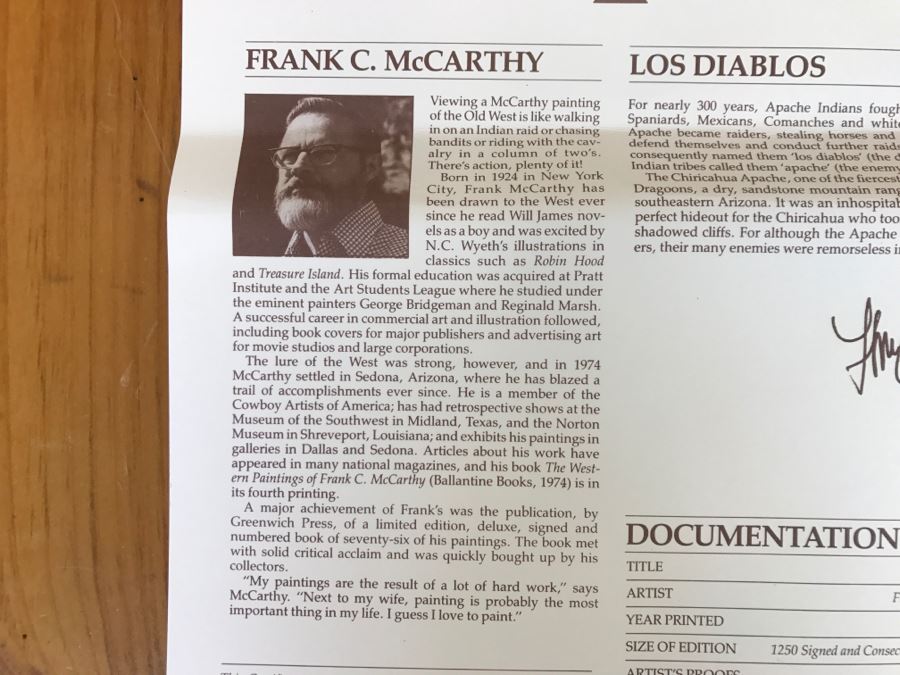 FRANK C. McCARTHY
Viewing a McCarthy painting
of the Old West is like walking
in on an Indian raid or chasing
bandits or riding with the cav-
alry in a column of two's.
There's action, plenty of it!
Born in 1924 in New York
City, Frank McCarthy has
been drawn to the West ever
since he read Will James nov-
els as a boy and was excited by
N.C. Wyeth's illustrations in
classics such as Robin Hood
and Treasure Island. His formal education was acquired at Pratt
Institute and the Art Students League where he studied under
the eminent painters George Bridgeman and Reginald Marsh.
A successful career in commercial art and illustration followed,
including book covers for major publishers and advertising art
for movie studios and large corporations.
The lure of the West was strong, however, and in 1974
McCarthy settled in Sedona, Arizona, where he has blazed a
trail of accomplishments ever since. He is a member of the
Cowboy Artists of America; has had retrospective shows at the
Museum of the Southwest in Midland, Texas, and the Norton
Museum in Shreveport, Louisiana; and exhibits his paintings in
galleries in Dallas and Sedona. Articles about his work have
appeared in many national magazines, and his book The West-
ern Paintings of Frank C. McCarthy (Ballantine Books, 1974) is in
its fourth printing.
A major achievement of Frank's was the publication, by
Greenwich Press, of a limited edition, deluxe, signed and
numbered book of seventy-six of his paintings. The book met
with solid critical acclaim and was quickly bought up by his
collectors.
"My paintings are the result of a lot of hard work," says
McCarthy. "Next to my wife, painting is probably the most
important thing in my life. I guess I love to paint."
LOS DIABLOS
For nearly 300 years, Apache Indians fough
Spaniards, Mexicans, Comanches and white
Apache became raiders, stealing horses and
defend themselves and conduct further raids
consequently named them 'los diablos' (the d
Indian tribes called them 'apache' (the enemy
The Chiricahua Apache, one of the fiercest
Dragoons, a dry, sandstone mountain rang
southeastern Arizona. It was an inhospitab
perfect hideout for the Chiricahua who too
shadowed cliffs. For although the Apache
ers, their many enemies were remorseless i
DOCUMENTATION
TITLE
ARTIST F
YEAR PRINTED
SIZE OF EDITION 1250 Signed and Consec
ARTIST'S PROOFS